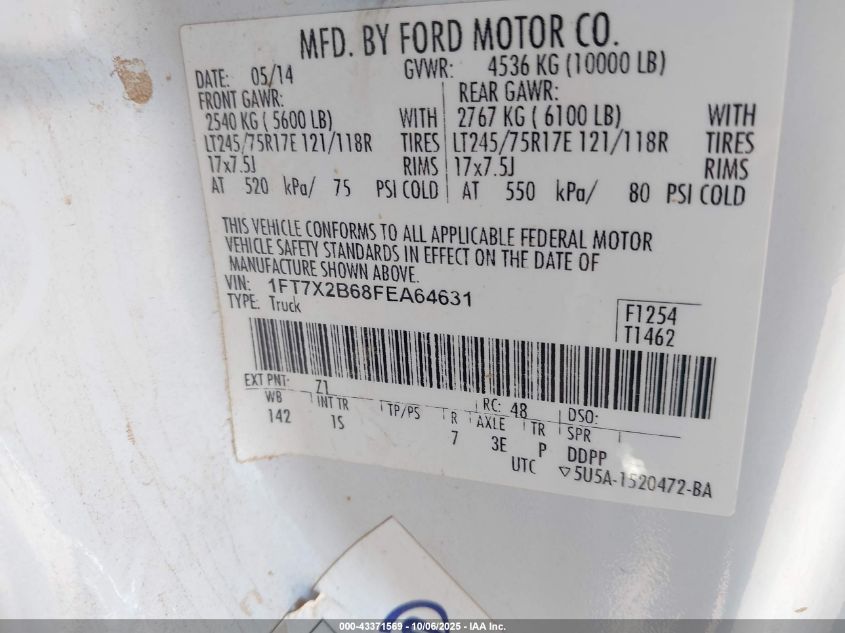 MFD. BY FORD MOTOR CO.
DATE: 05/14 GVWR: 4536 KG (10000 LB)
FRONT GAWR: REAR GAWR:
2540 KG ( 5600 LB) WITH 2767 KG ( 6100 LB) WITH
LT245/75R17E 121/118R TIRES LT245/75R17E 121/118R TIRES
17x7.5J RIMS 17x7.5J RIMS
AT 520 kPa/ 75 PSI COLD AT 550 kPa/ 80 PSI COLD
THIS VEHICLE CONFORMS TO ALL APPLICABLE FEDERAL MOTOR
VEHICLE SAFETY STANDARDS IN EFFECT ON THE DATE OF
MANUFACTURE SHOWN ABOVE.
VIN: 1FT7X2B68FEA64631
TYPE: Truck
F1254
T1462
EXT PNT: Z1 RC: 48 DSO:
WB INT TR TP/PS R AXLE TR SPR
142 IS 7 3E P DDPP
UTC ▽5U5A-1520472-BA
000-43371569 - 10/06/2025 - IAA Inc.